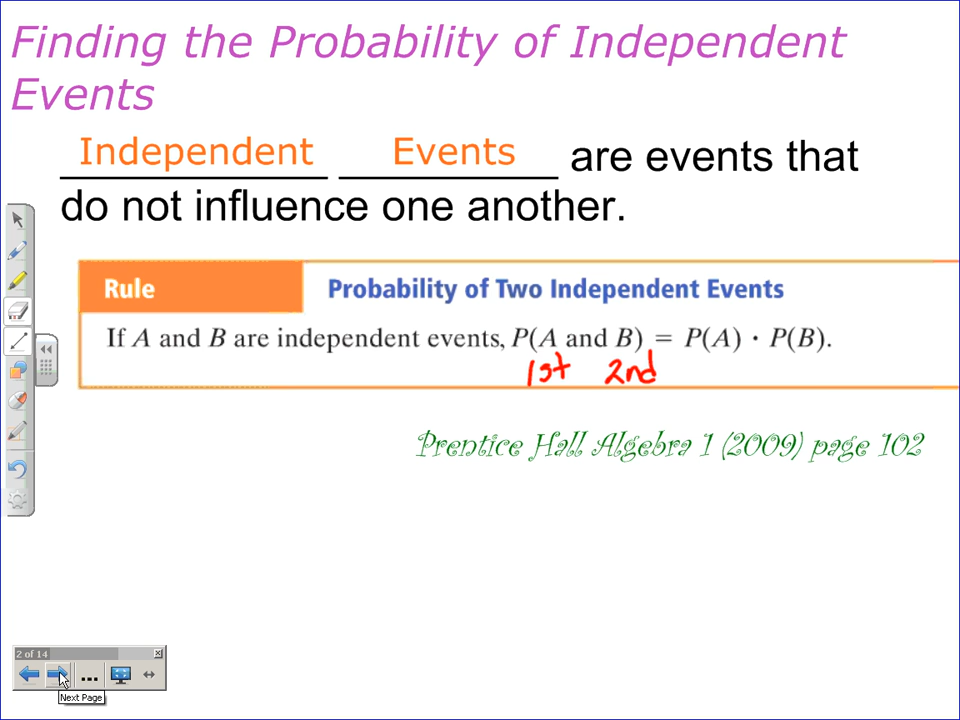 Finding the Probability of Independent
Events
Independent Events are events that
do not influence one another.
Rule Probability of Two Independent Events
If A and B are independent events, P(A and B) = P(A) · P(B).
1st 2nd
Prentice Hall Algebra 1 (2009) page 102
2 of 14
...
Next Page